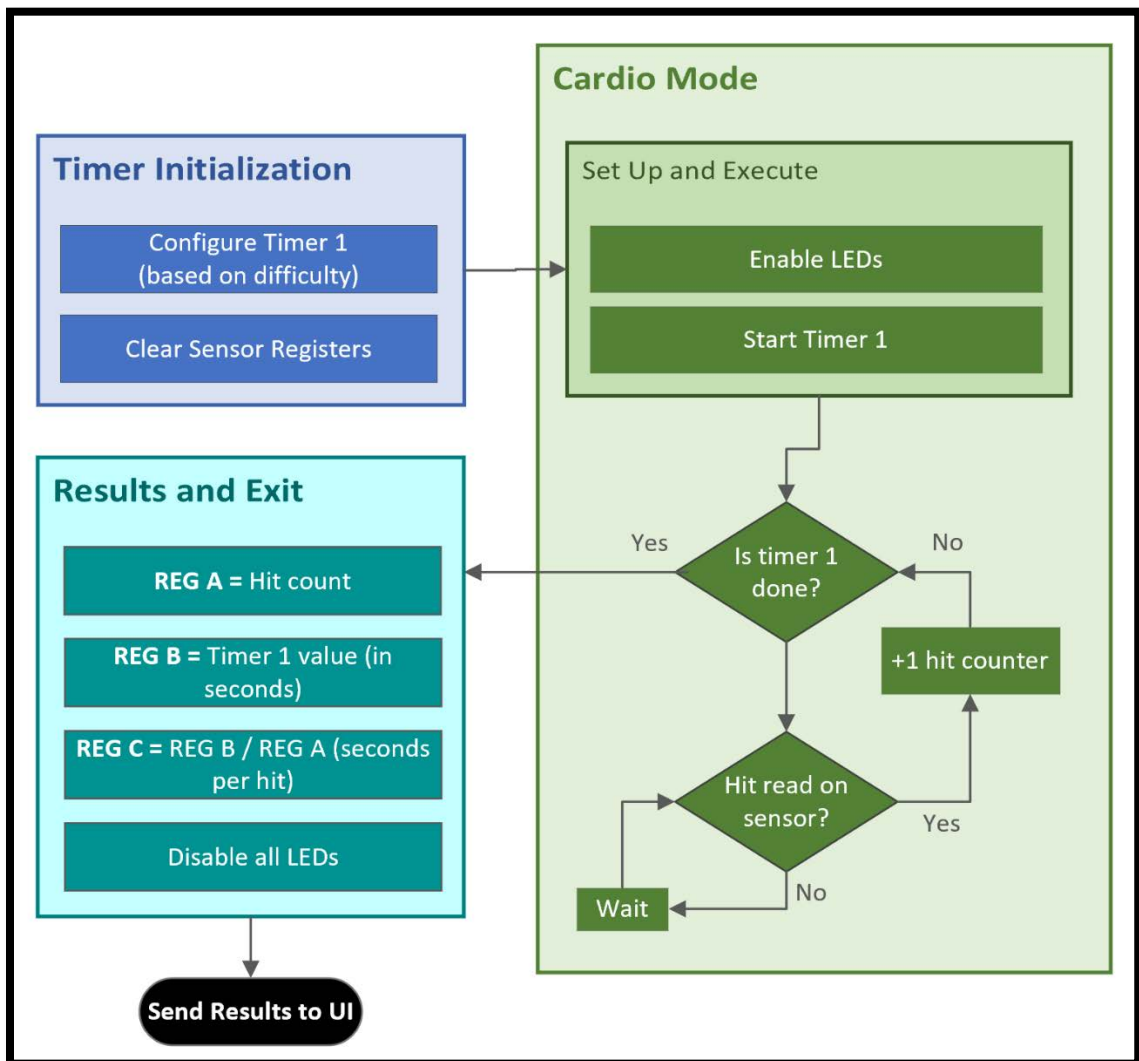 Timer Initialization
Configure Timer 1
(based on difficulty)
Clear Sensor Registers
Cardio Mode
Set Up and Execute
Enable LEDs
Start Timer 1
Is timer 1
done?
Yes
No
+1 hit counter
Hit read on
sensor?
Yes
No
Wait
Results and Exit
REG A = Hit count
REG B = Timer 1 value (in
seconds)
REG C = REG B / REG A (seconds
per hit)
Disable all LEDs
Send Results to UI